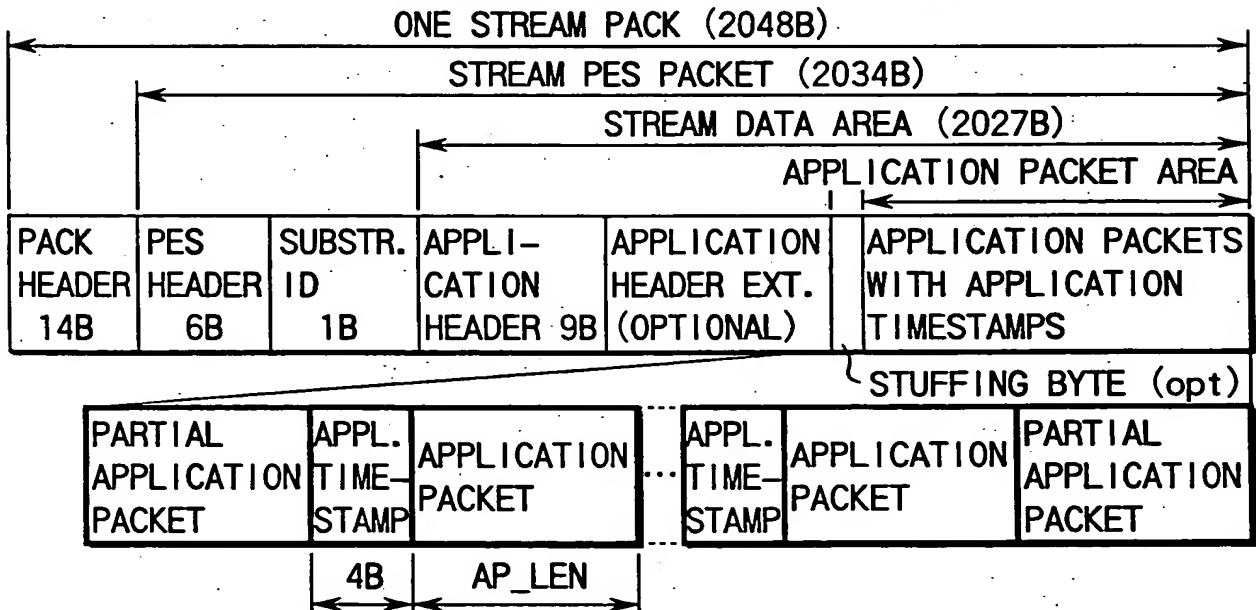 ONE STREAM PACK (2048B)
STREAM PES PACKET (2034B)
STREAM DATA AREA (2027B)
APPLICATION PACKET AREA
PACK
HEADER
14B
PES
HEADER
6B
SUBSTR.
ID
1B
APPLI-
CATION
HEADER 9B
APPLICATION
HEADER EXT.
(OPTIONAL)
APPLICATION PACKETS
WITH APPLICATION
TIMESTAMPS
STUFFING BYTE (opt)
PARTIAL
APPLICATION
PACKET
APPL.
TIME-
STAMP
APPLICATION
PACKET
APPL.
TIME-
STAMP
APPLICATION
PACKET
PARTIAL
APPLICATION
PACKET
4B
AP_LEN